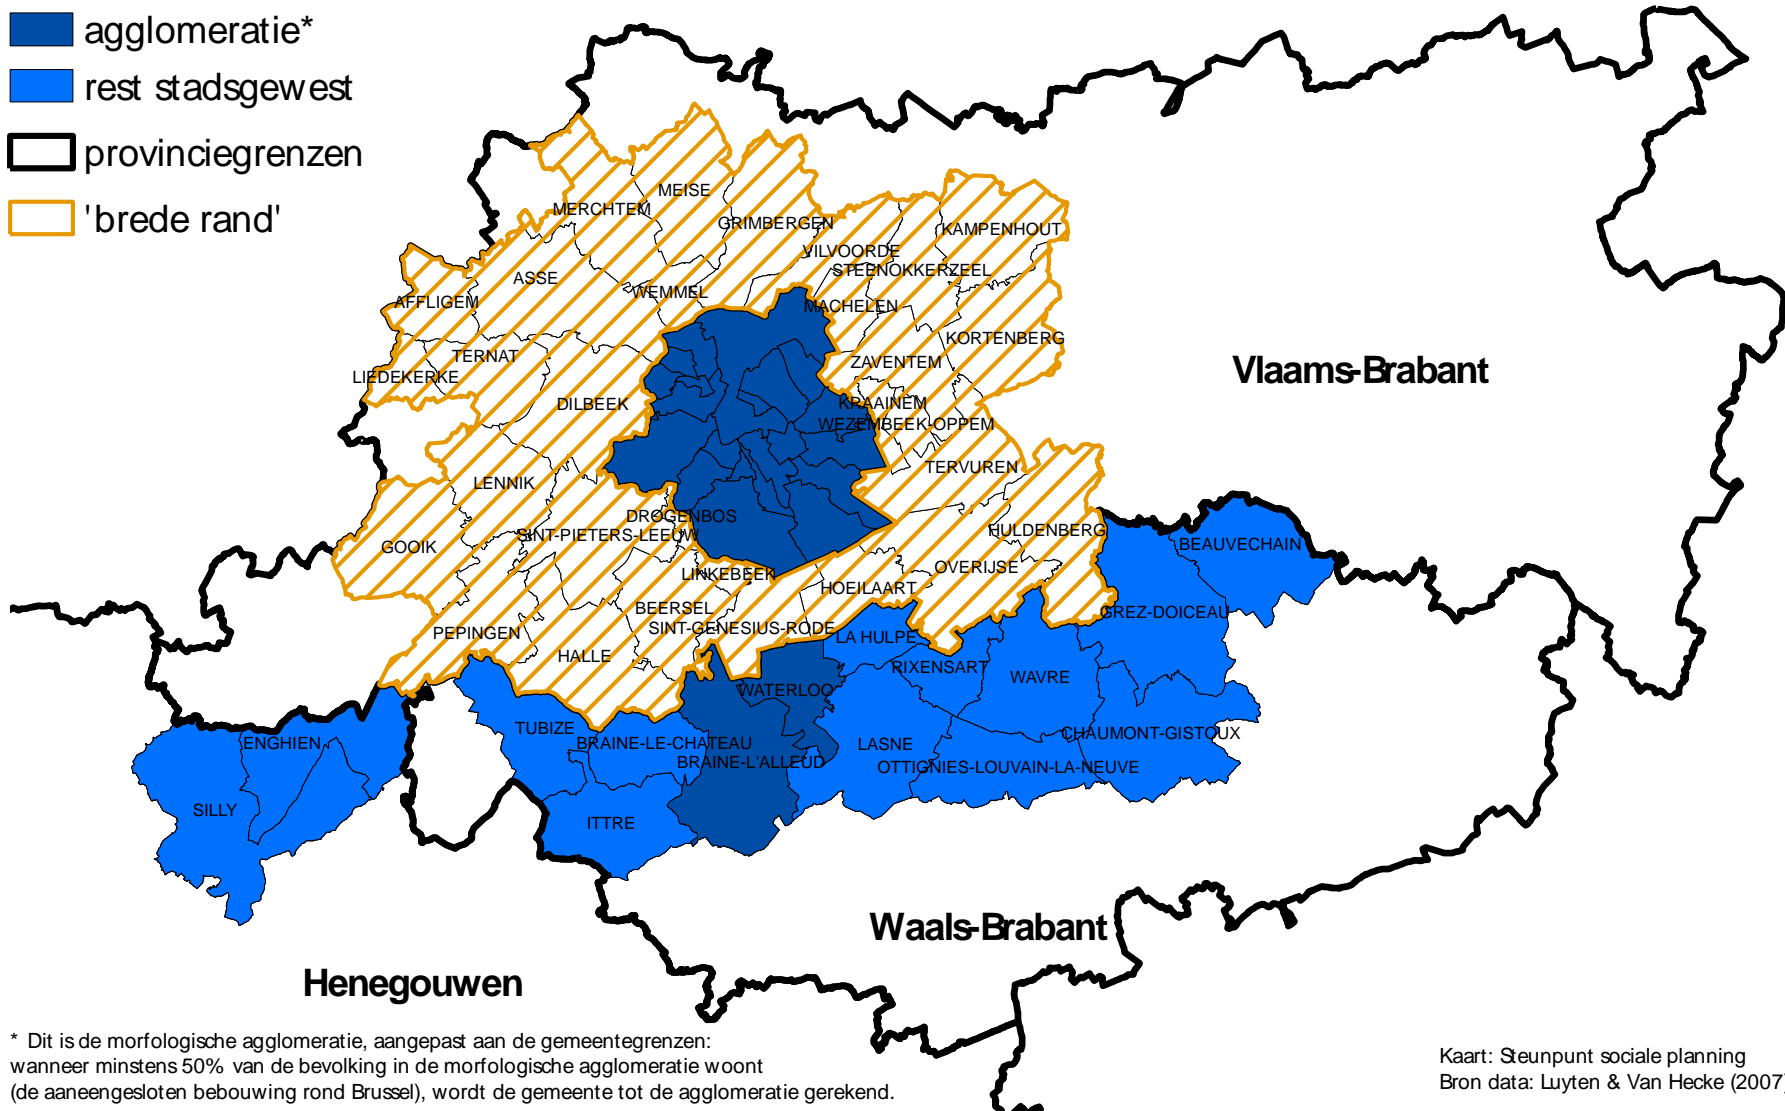 agglomeratie*
rest stadsgewest
provinciegrenzen
'brede rand'
MEISE
MERCHTEM
GRIMBERGEN
KAMPENHOUT
VILVOORDE
STEENOKKERZEEL
ASSE
WEMMEL
AFFLIGEM
MACHELEN
KORTENBERG
TERNAT
ZAVENTEM
LIEDEKERKE
Vlaams-Brabant
DILBEEK
KRAAINEM
WEZEMBEEK-OPPEM
TERVUREN
LENNIK
DROGENBOS
SINT-PIETERS-LEEUW
HULDENBERG
GOOIK
BEAUVECHAIN
LINKEBEEK
OVERIJSE
HOEILAART
BEERSEL
GREZ-DOICEAU
SINT-GENESIUS-RODE
PEPINGEN
LA HULPE
HALLE
RIXENSART
WAVRE
WATERLOO
TUBIZE
ENGHIEN
BRAINE-LE-CHATEAU
LASNE
CHAUMONT-GISTOUX
BRAINE-L'ALLEUD
OTTIGNIES-LOUVAIN-LA-NEUVE
SILLY
ITTRE
Waals-Brabant
Henegouwen
* Dit is de morfologische agglomeratie, aangepast aan de gemeentegrenzen:
wanneer minstens 50% van de bevolking in de morfologische agglomeratie woont
(de aaneengesloten bebouwing rond Brussel), wordt de gemeente tot de agglomeratie gerekend.
Kaart: Steunpunt sociale planning
Bron data: Luyten & Van Hecke (2007)